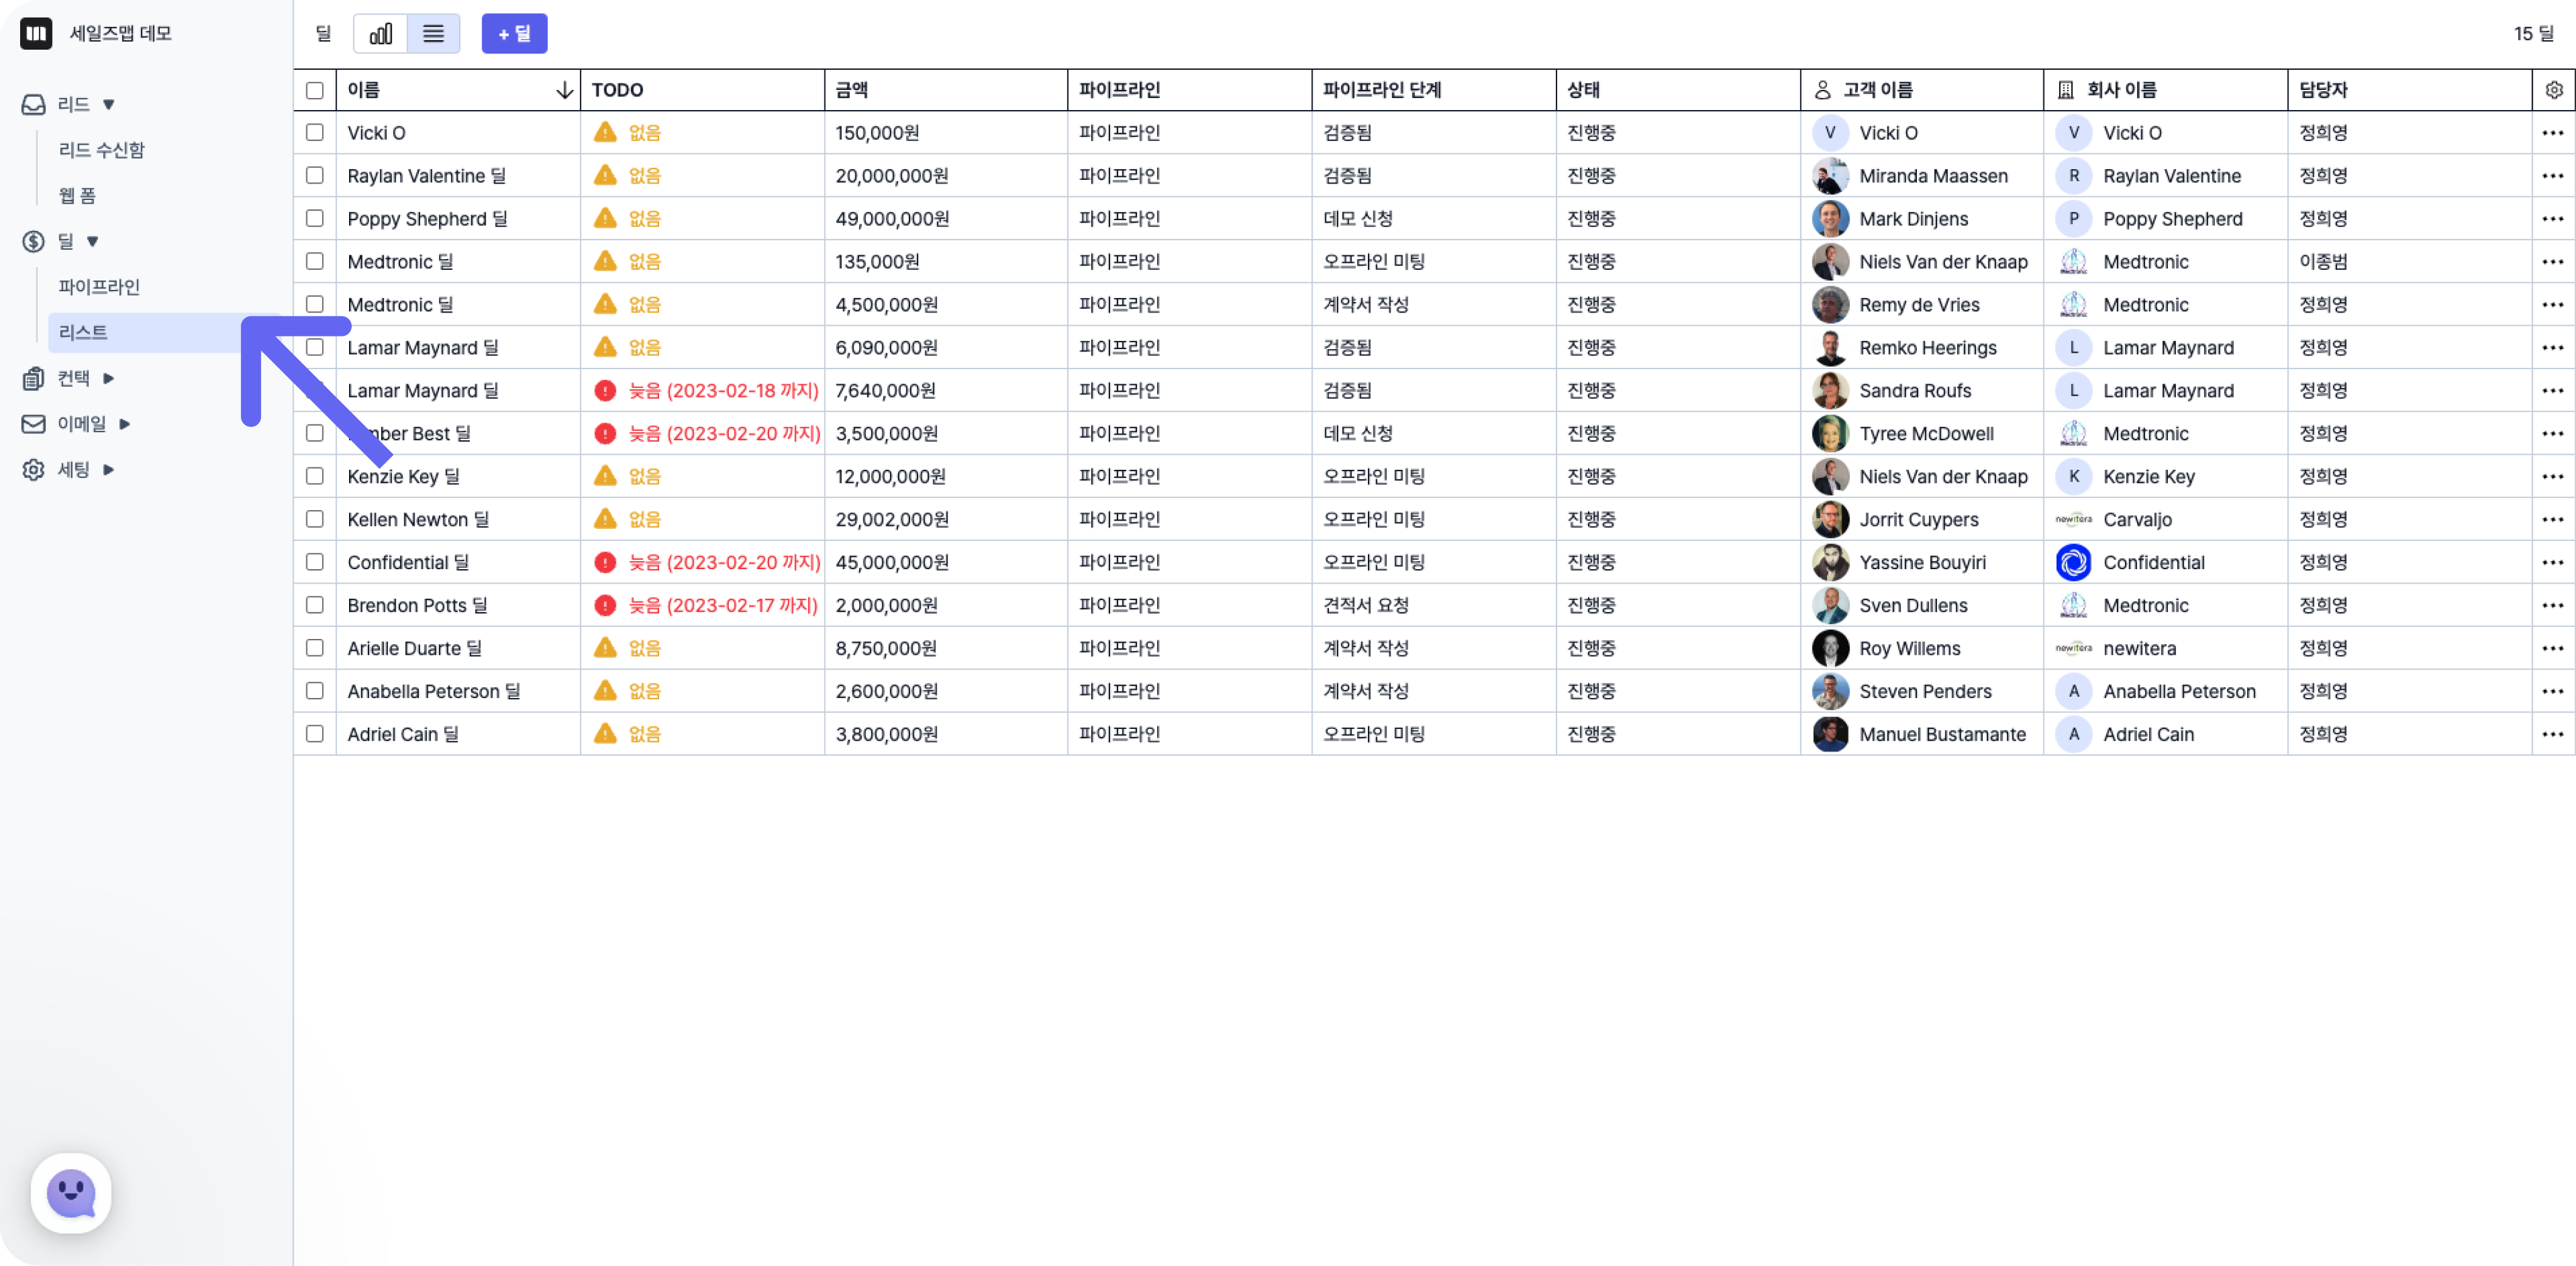 세일즈맵 데모
리드 ▼
리드 수신함
웹 폼
딜 ▼
파이프라인
리스트
컨택 ▶
이메일 ▶
세팅 ▶
딜 + 딜 15 딜
이름 TODO 금액 파이프라인 파이프라인 단계 상태 고객 이름 회사 이름 담당자
Vicki O 없음 150,000원 파이프라인 검증됨 진행중 V Vicki O V Vicki O 정희영
Raylan Valentine 딜 없음 20,000,000원 파이프라인 검증됨 진행중 Miranda Maassen R Raylan Valentine 정희영
Poppy Shepherd 딜 없음 49,000,000원 파이프라인 데모 신청 진행중 Mark Dinjens P Poppy Shepherd 정희영
Medtronic 딜 없음 135,000원 파이프라인 오프라인 미팅 진행중 Niels Van der Knaap Medtronic Medtronic 이종범
Medtronic 딜 없음 4,500,000원 파이프라인 계약서 작성 진행중 Remy de Vries Medtronic Medtronic 정희영
Lamar Maynard 딜 없음 6,090,000원 파이프라인 검증됨 진행중 Remko Heerings L Lamar Maynard 정희영
Lamar Maynard 딜 늦음 (2023-02-18 까지) 7,640,000원 파이프라인 검증됨 진행중 Sandra Roufs L Lamar Maynard 정희영
Best 딜 늦음 (2023-02-20 까지) 3,500,000원 파이프라인 데모 신청 진행중 Tyree McDowell Medtronic Medtronic 정희영
Kenzie Key 딜 없음 12,000,000원 파이프라인 오프라인 미팅 진행중 Niels Van der Knaap K Kenzie Key 정희영
Kellen Newton 딜 없음 29,002,000원 파이프라인 오프라인 미팅 진행중 Jorrit Cuypers newitera Carvaljo 정희영
Confidential 딜 늦음 (2023-02-20 까지) 45,000,000원 파이프라인 오프라인 미팅 진행중 Yassine Bouyiri Confidential 정희영
Brendon Potts 딜 늦음 (2023-02-17 까지) 2,000,000원 파이프라인 견적서 요청 진행중 Sven Dullens Medtronic Medtronic 정희영
Arielle Duarte 딜 없음 8,750,000원 파이프라인 계약서 작성 진행중 Roy Willems newitera newitera 정희영
Anabella Peterson 딜 없음 2,600,000원 파이프라인 계약서 작성 진행중 Steven Penders A Anabella Peterson 정희영
Adriel Cain 딜 없음 3,800,000원 파이프라인 오프라인 미팅 진행중 Manuel Bustamante A Adriel Cain 정희영